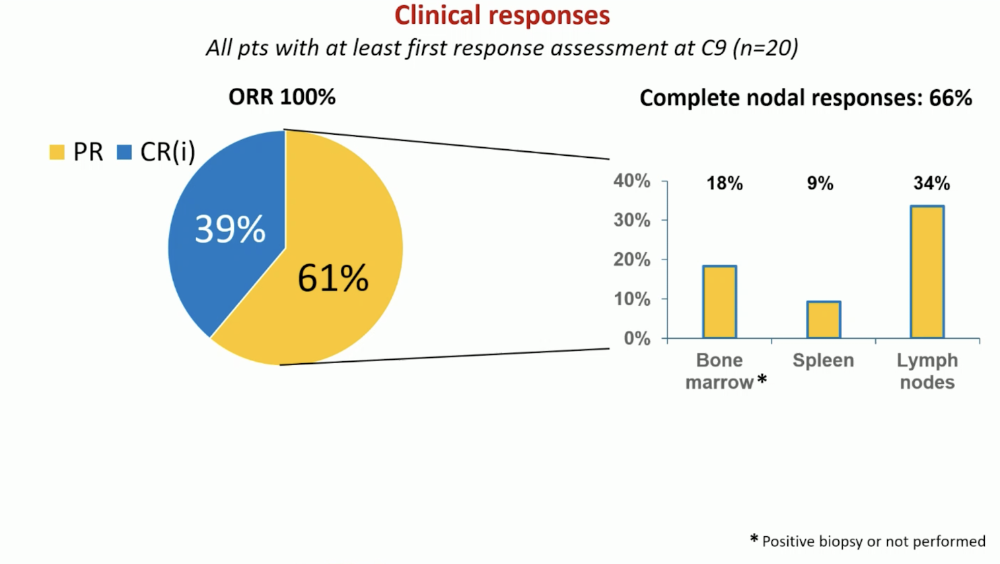 Clinical responses
All pts with at least first response assessment at C9 (n=20)
ORR 100%
PR CR(i)
39%
61%
Complete nodal responses: 66%
40%
30%
20%
10%
0%
18% 9% 34%
Bone marrow*
Spleen
Lymph nodes
* Positive biopsy or not performed